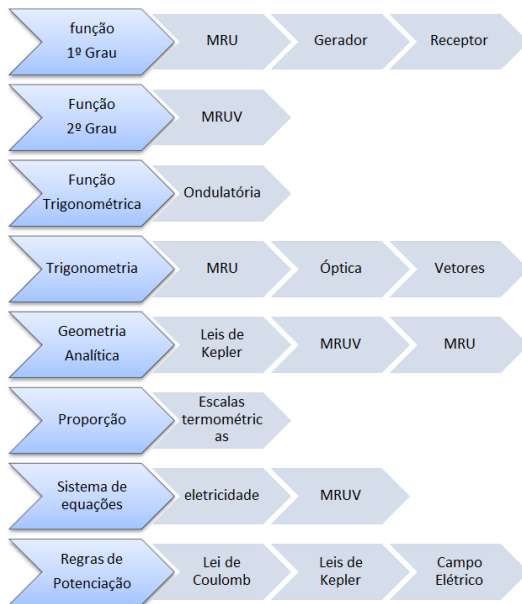 função
1º Grau
MRU
Gerador
Receptor
Função
2º Grau
MRUV
Função
Trigonométrica
Ondulatória
Trigonometria
MRU
Óptica
Vetores
Geometria
Analítica
Leis de
Kepler
MRUV
MRU
Proporção
Escalas
termométric
as
Sistema de
equações
eletricidade
MRUV
Regras de
Potenciação
Lei de
Coulomb
Leis de
Kepler
Campo
Elétrico